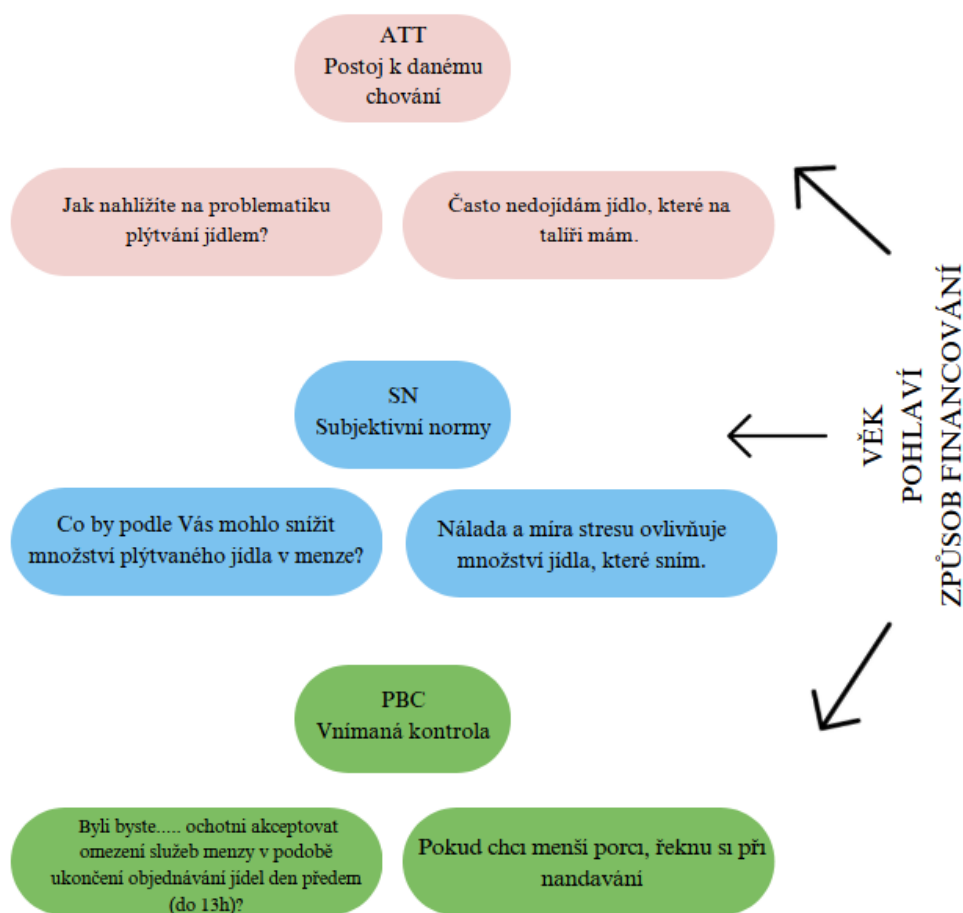 ATT
Postoj k danému
chování
Jak nahlížíte na problematiku
plýtvání jídlem?
Často nedojídám jídlo, které na
talíři mám.
SN
Subjektivní normy
Co by podle Vás mohlo snížit
množství plýtvaného jídla v menze?
Nálada a míra stresu ovlivňuje
množství jídla, které sním.
PBC
Vnímaná kontrola
Byli byste..... ochotni akceptovat
omezení služeb menzy v podobě
ukončení objednávání jídel den předem
(do 13h)?
Pokud chci menší porci, řeknu si při
nandavání
VĚK
POHLAVÍ
ZPŮSOB FINANCOVÁNÍ